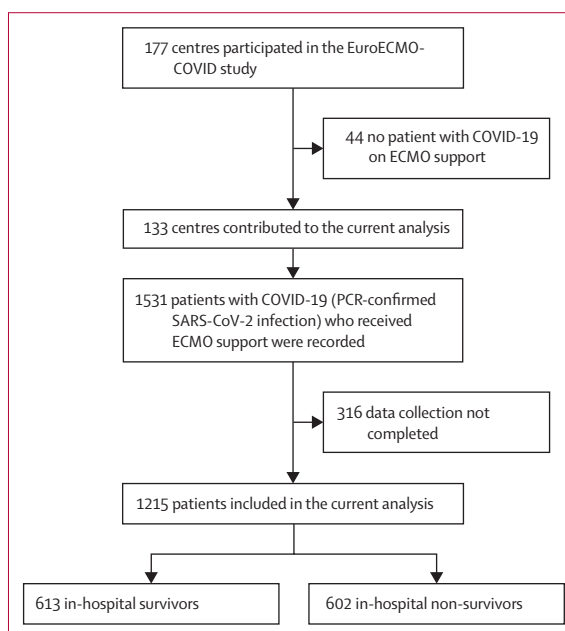 177 centres participated in the EuroECMO-
COVID study
44 no patient with COVID-19
on ECMO support
133 centres contributed to the current analysis
1531 patients with COVID-19 (PCR-confirmed
SARS-CoV-2 infection) who received
ECMO support were recorded
316 data collection not
completed
1215 patients included in the current analysis
613 in-hospital survivors
602 in-hospital non-survivors